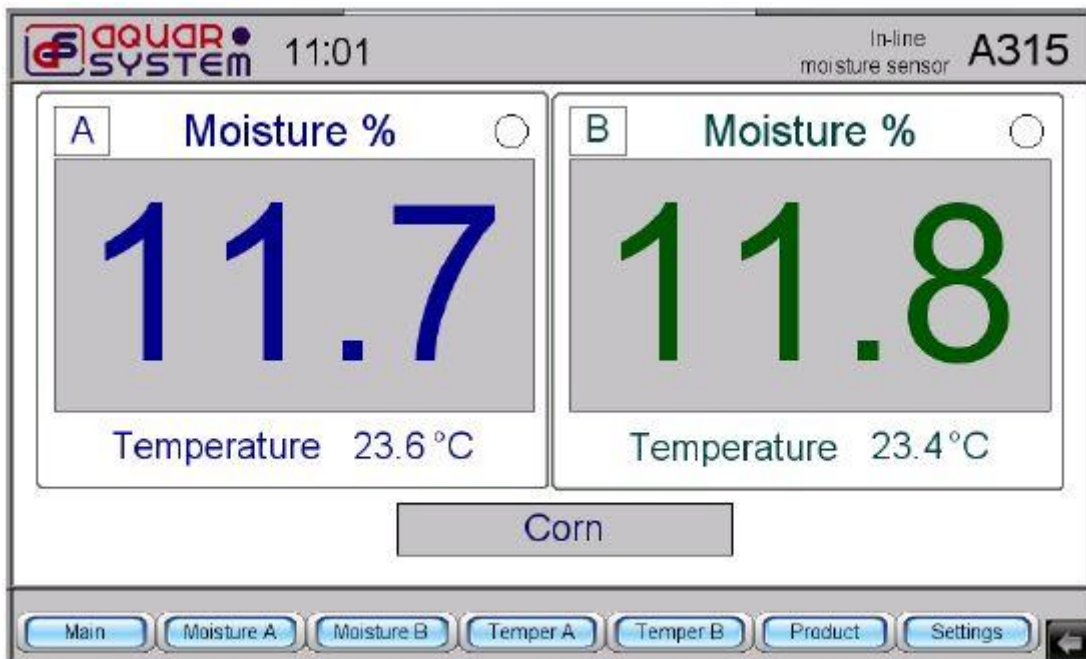 aQUaR SYSTem 11:01 In-line moisture sensor A315
A Moisture %
11.7
Temperature 23.6 °C
B Moisture %
11.8
Temperature 23.4 °C
Corn
Main Moisture A Moisture B Temper A Temper B Product Settings